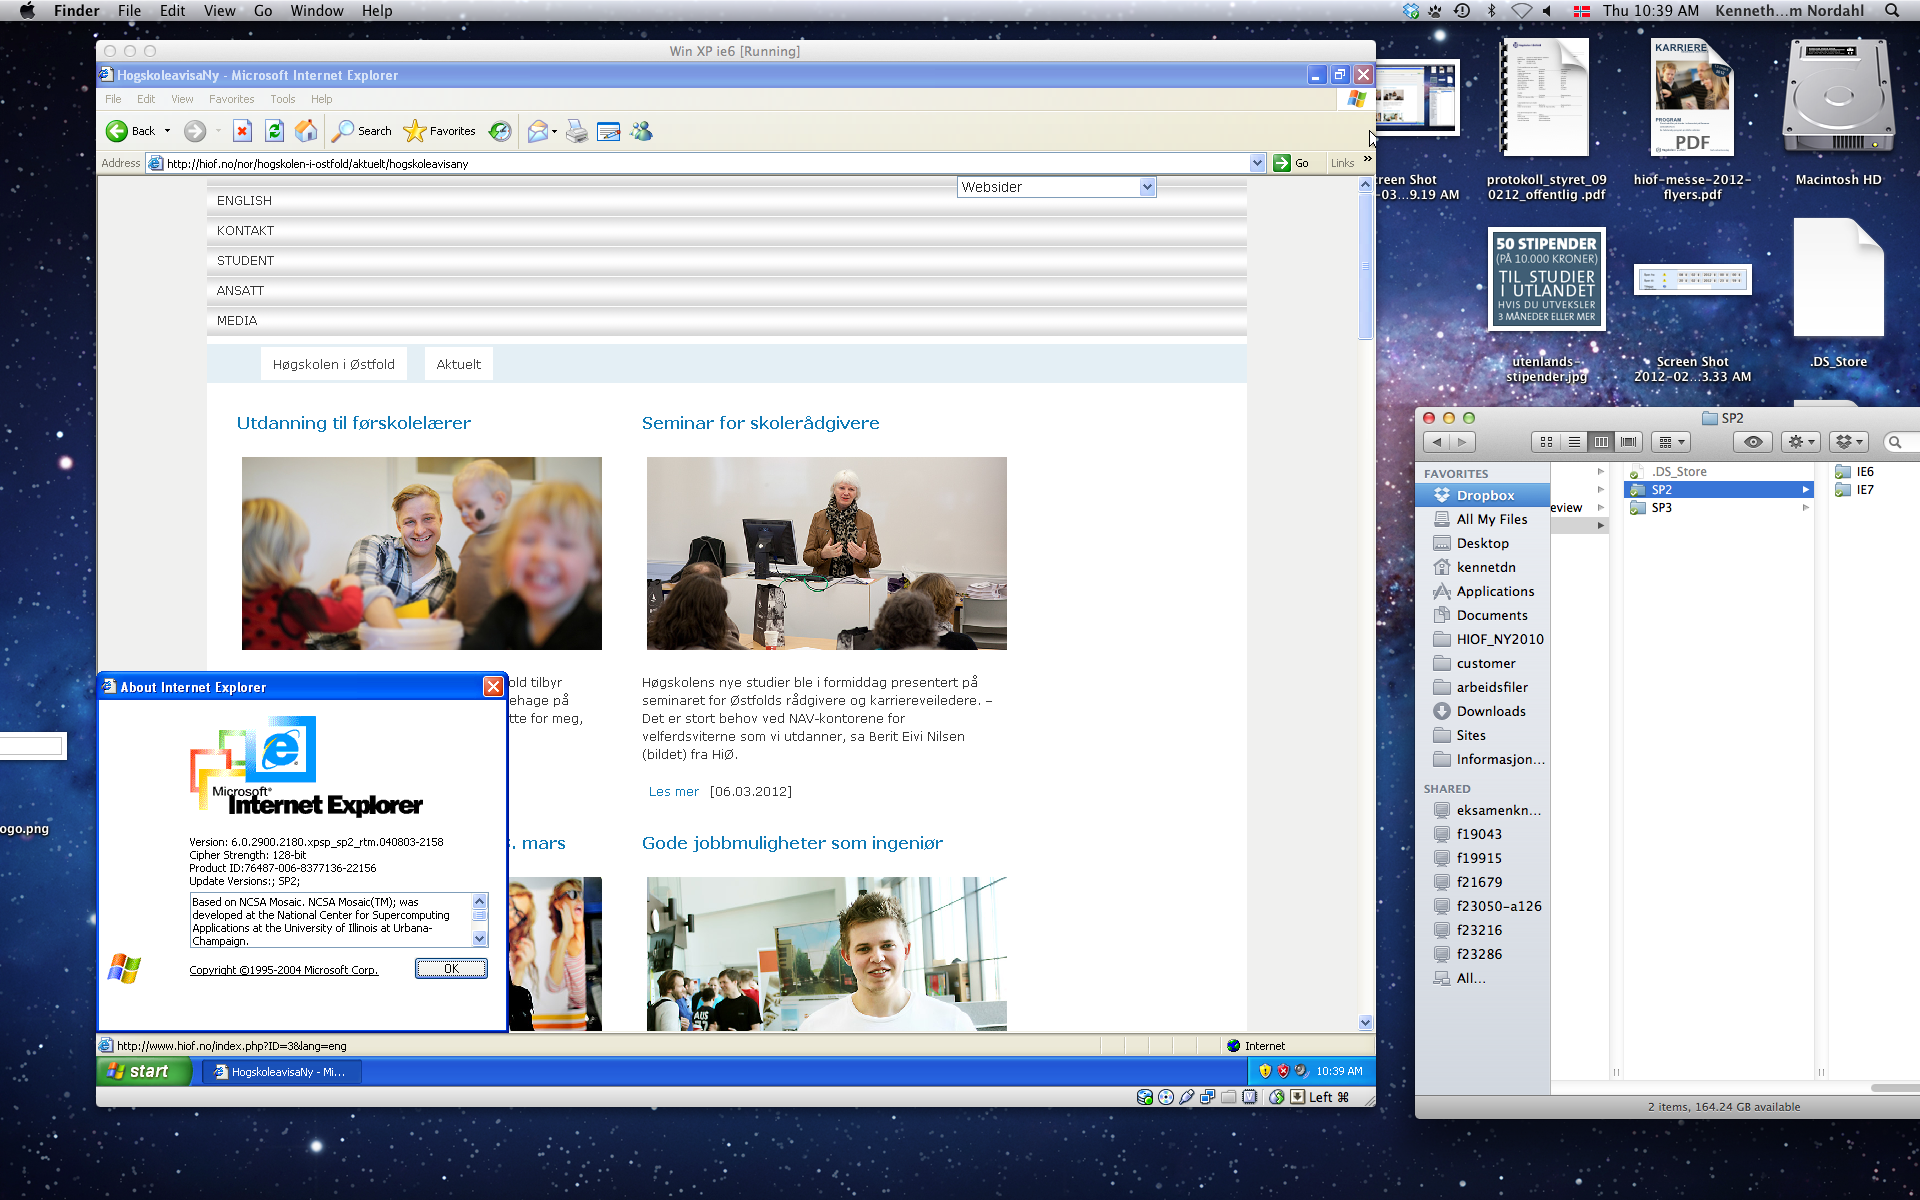 Finder File Edit View Go Window Help
Thu 10:39 AM Kenneth...m Nordahl
Win XP ie6 [Running]
HogskoleavisaNy - Microsoft Internet Explorer
File Edit View Favorites Tools Help
Back Search Favorites
Address http://hiof.no/nor/hogskolen-i-ostfold/aktuelt/hogskoleavisany Go Links »
Websider
ENGLISH
KONTAKT
STUDENT
ANSATT
MEDIA
Høgskolen i Østfold Aktuelt
Utdanning til førskolelærer
old tilbyr
ehage på
tte for meg,
Seminar for skolerådgivere
Høgskolens nye studier ble i formiddag presentert på
seminaret for Østfolds rådgivere og karriereveiledere. –
Det er stort behov ved NAV-kontorene for
velferdsviterne som vi utdanner, sa Berit Eivi Nilsen
(bildet) fra HiØ.
Les mer [06.03.2012]
. mars
Gode jobbmuligheter som ingeniør
About Internet Explorer
Microsoft®
Internet Explorer
Version: 6.0.2900.2180.xpsp_sp2_rtm.040803-2158
Cipher Strength: 128-bit
Product ID:76487-006-8377136-22156
Update Versions:; SP2;
Based on NCSA Mosaic. NCSA Mosaic(TM); was
developed at the National Center for Supercomputing
Applications at the University of Illinois at Urbana-
Champaign.
Copyright ©1995-2004 Microsoft Corp.
OK
http://www.hiof.no/index.php?ID=3&lang=eng
Internet
start
HogskoleavisaNy - Mi...
10:39 AM
Left ⌘
ogo.png
creen Shot
-03...9.19 AM
protokoll_styret_09
0212_offentlig .pdf
KARRIERE
PROGRAM
PDF
hiof-messe-2012-
flyers.pdf
Macintosh HD
50 STIPENDER
(PÅ 10.000 KRONER)
TIL STUDIER
I UTLANDET
HVIS DU UTVEKSLER
3 MÅNEDER ELLER MER
utenlands-
stipender.jpg
Screen Shot
2012-02...3.33 AM
.DS_Store
SP2
FAVORITES
Dropbox
All My Files
Desktop
kennetdn
Applications
Documents
HIOF_NY2010
customer
arbeidsfiler
Downloads
Sites
Informasjon...
SHARED
eksamenkn...
f19043
f19915
f21679
f23050-a126
f23216
f23286
All...
eview
.DS_Store
SP2
SP3
IE6
IE7
2 items, 164.24 GB available